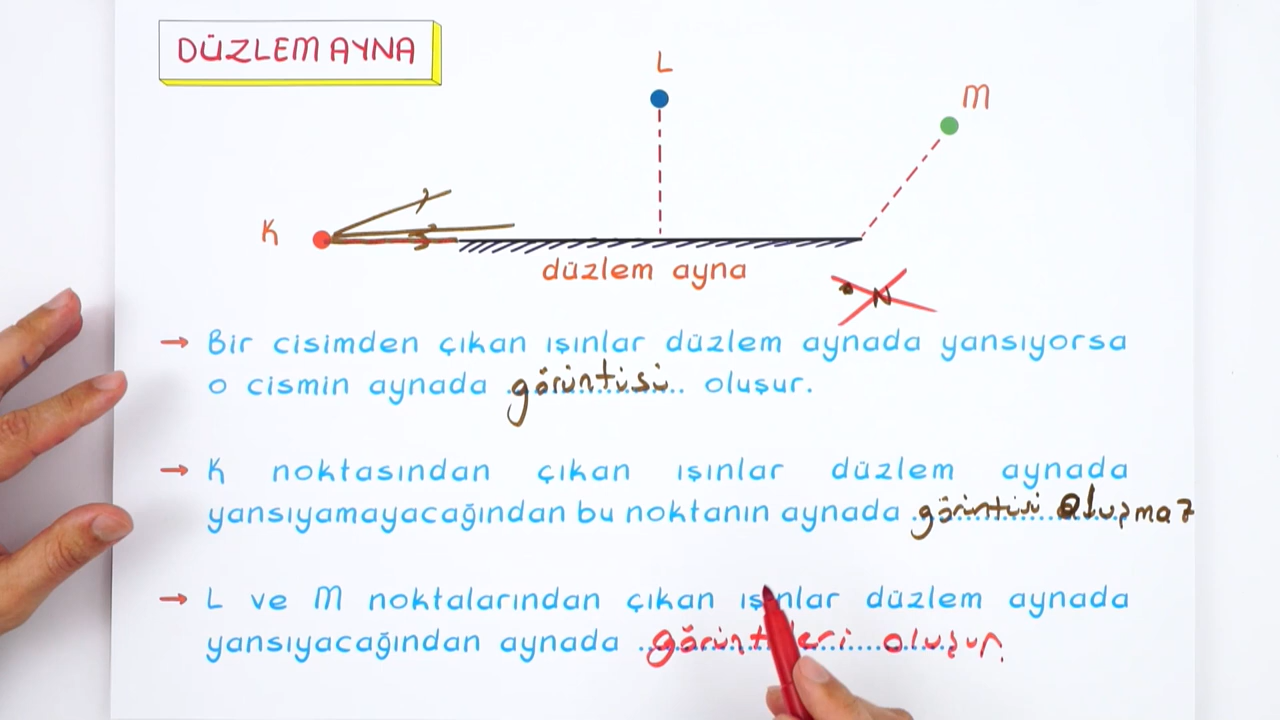 DÜZLEM AYNA
L
M
K
düzlem ayna
N
→ Bir cisimden çıkan ışınlar düzlem aynada yansıyorsa
o cismin aynada görüntüsü oluşur.
→ K noktasından çıkan ışınlar düzlem aynada
yansıyamayacağından bu noktanın aynada görüntüsü oluşmaz
→ L ve M noktalarından çıkan ışınlar düzlem aynada
yansıyacağından aynada oluşur.